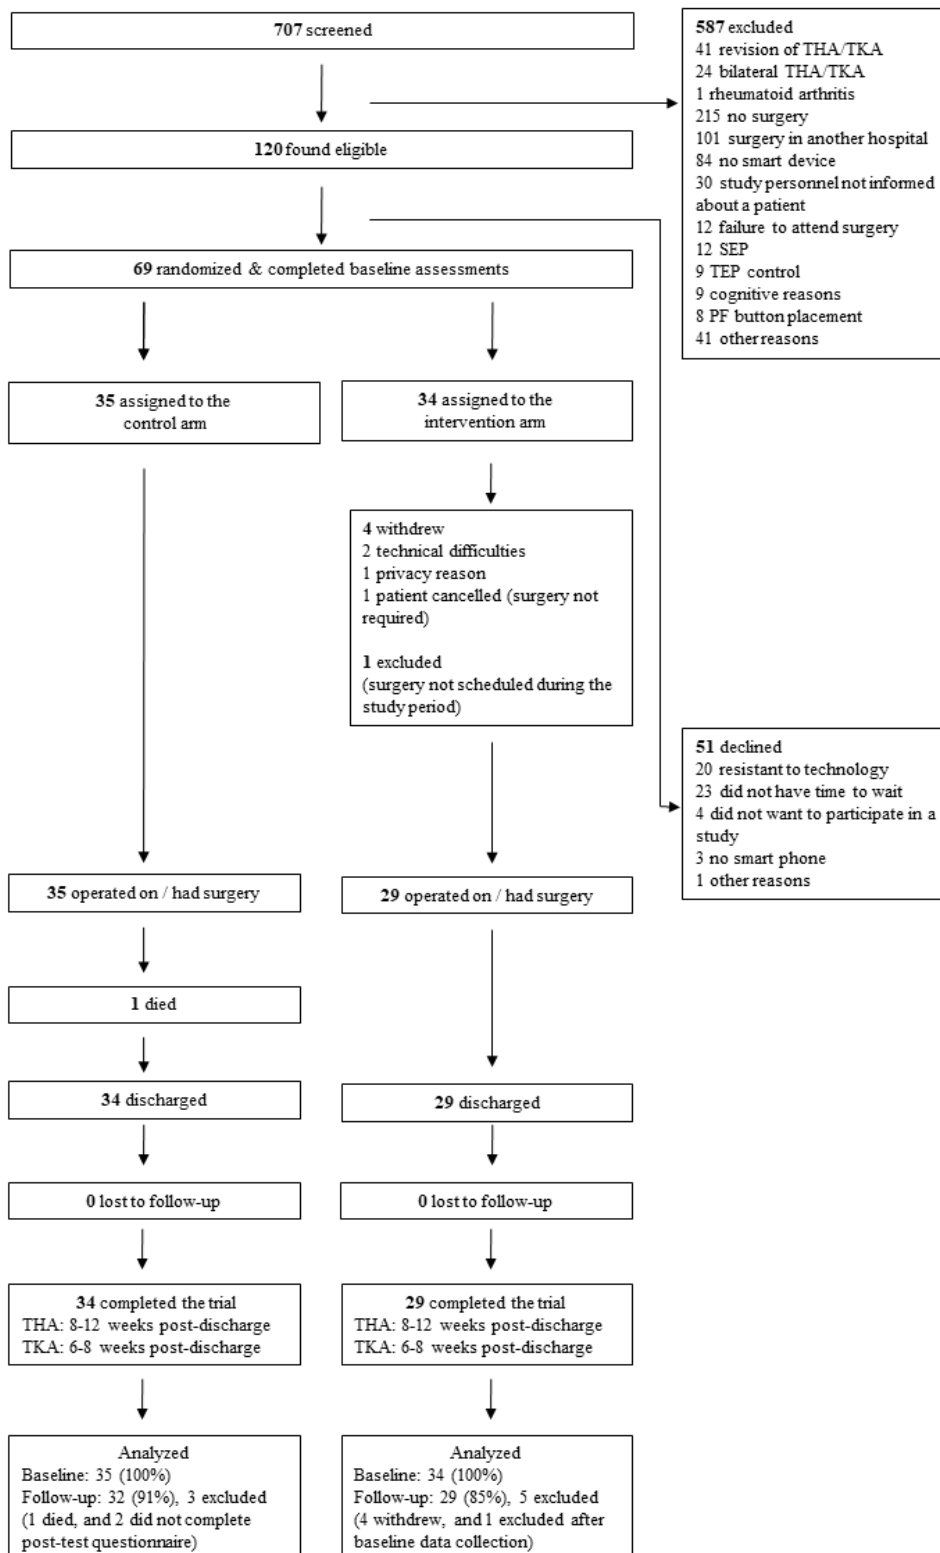 707 screened
587 excluded
41 revision of THA/TKA
24 bilateral THA/TKA
1 rheumatoid arthritis
215 no surgery
101 surgery in another hospital
84 no smart device
30 study personnel not informed
about a patient
12 failure to attend surgery
12 SEP
9 TEP control
9 cognitive reasons
8 PF button placement
41 other reasons
120 found eligible
69 randomized & completed baseline assessments
35 assigned to the
control arm
34 assigned to the
intervention arm
4 withdrew
2 technical difficulties
1 privacy reason
1 patient cancelled (surgery not
required)
1 excluded
(surgery not scheduled during the
study period)
51 declined
20 resistant to technology
23 did not have time to wait
4 did not want to participate in a
study
3 no smart phone
1 other reasons
35 operated on / had surgery
29 operated on / had surgery
1 died
34 discharged
29 discharged
0 lost to follow-up
0 lost to follow-up
34 completed the trial
THA: 8-12 weeks post-discharge
TKA: 6-8 weeks post-discharge
29 completed the trial
THA: 8-12 weeks post-discharge
TKA: 6-8 weeks post-discharge
Analyzed
Baseline: 35 (100%)
Follow-up: 32 (91%), 3 excluded
(1 died, and 2 did not complete
post-test questionnaire)
Analyzed
Baseline: 34 (100%)
Follow-up: 29 (85%), 5 excluded
(4 withdrew, and 1 excluded after
baseline data collection)